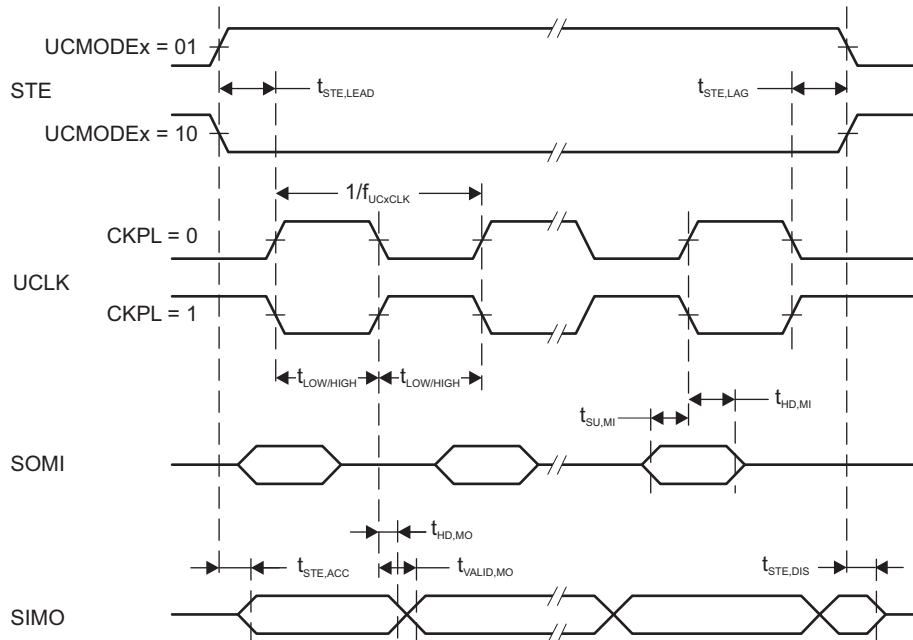 UCMODEx = 01
STE
t_STE,LEAD
t_STE,LAG
UCMODEx = 10
1/f_UCxCLK
CKPL = 0
UCLK
CKPL = 1
t_LOW/HIGH t_LOW/HIGH
t_SU,MI
t_HD,MI
SOMI
t_HD,MO
t_STE,ACC
t_VALID,MO
t_STE,DIS
SIMO